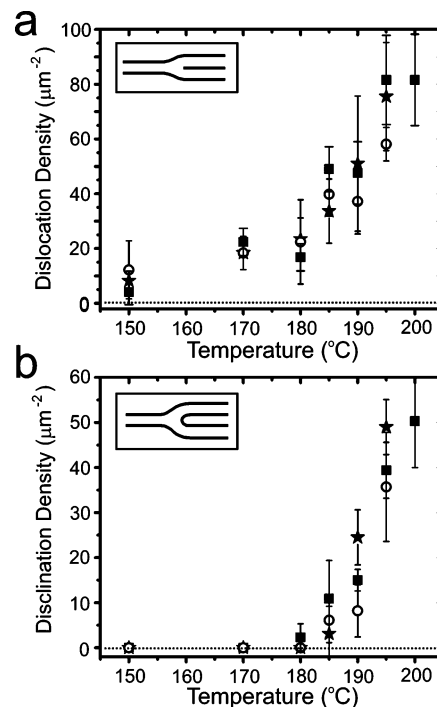 a
100
80
60
40
20
0
Dislocation Density (μm⁻²)
150 160 170 180 190 200
Temperature (°C)
b
60
50
40
30
20
10
0
Disclination Density (μm⁻²)
150 160 170 180 190 200
Temperature (°C)